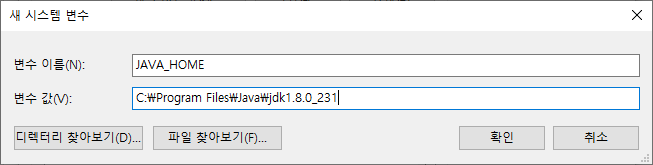 새 시스템 변수
변수 이름(N):
JAVA_HOME
변수 값(V):
C:₩Program Files₩Java₩jdk1.8.0_231
디렉터리 찾아보기(D)...
파일 찾아보기(F)...
확인
취소